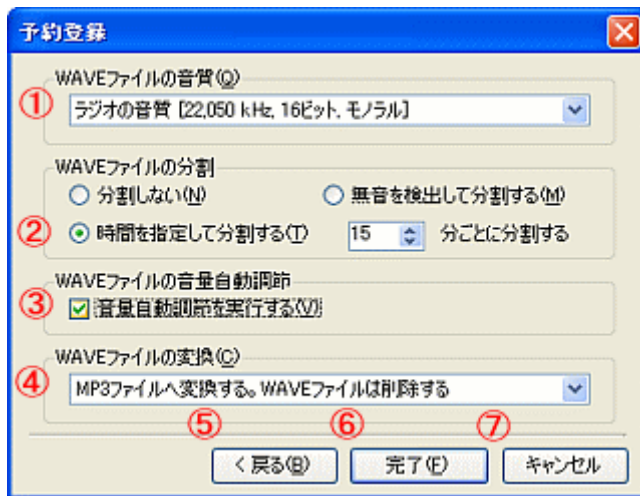 予約登録
WAVEファイルの音質(Q)
① ラジオの音質 [22,050 kHz, 16ビット, モノラル]
WAVEファイルの分割
分割しない(N) 無音を検出して分割する(M)
② 時間を指定して分割する(T) 15 分ごとに分割する
WAVEファイルの音量自動調節
③ 音量自動調節を実行する(V)
WAVEファイルの変換(C)
④ MP3ファイルへ変換する。WAVEファイルは削除する
⑤ ⑥ ⑦
< 戻る(B) 完了(F) キャンセル